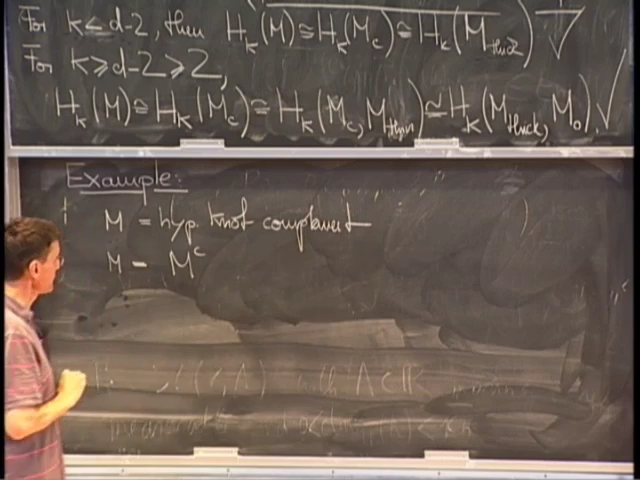 For k ≤ d-2, then H_k(M) ≅ H_k(M_c) ≅ H_k(M_thick) √
For k ≥ d-2 ≥ 2,
H_k(M) ≅ H_k(M_c) ≅ H_k(M_c, M_thin) ≅ H_k(M_thick, M_0). √
Example:
M = hyp. knot complement
M - M^c